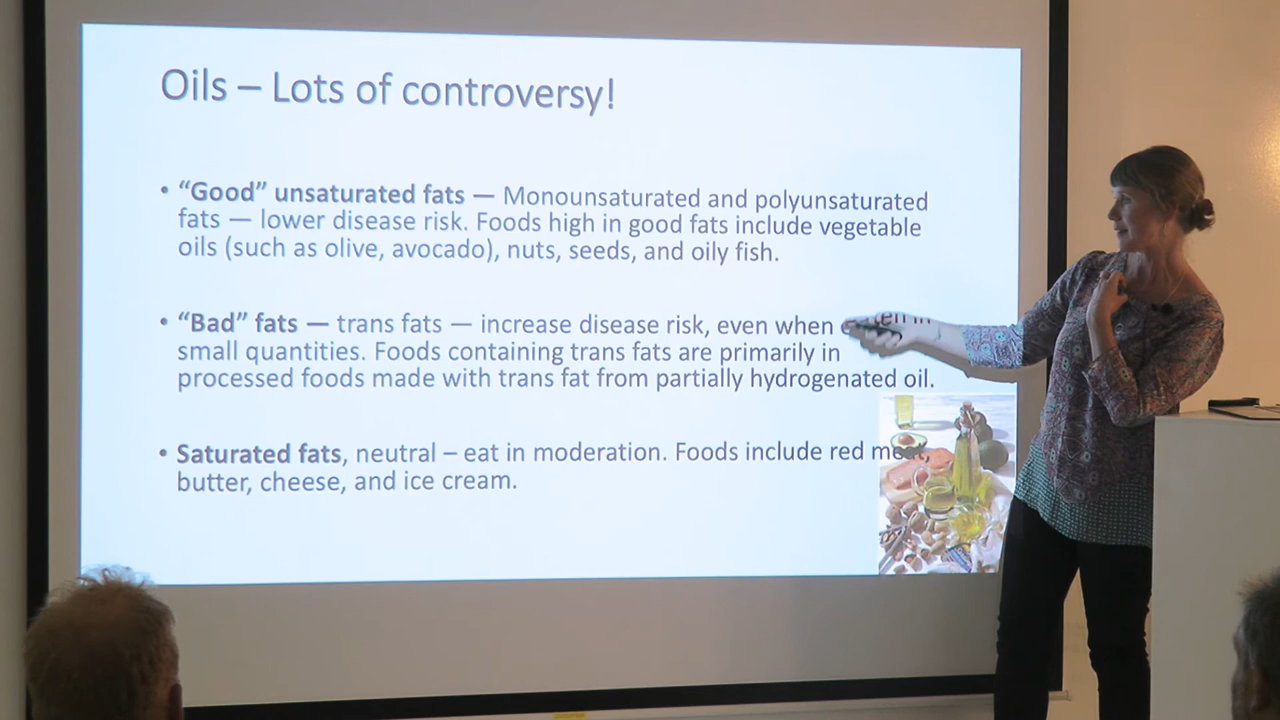 Oils – Lots of controversy!
• “Good” unsaturated fats — Monounsaturated and polyunsaturated
fats — lower disease risk. Foods high in good fats include vegetable
oils (such as olive, avocado), nuts, seeds, and oily fish.
• “Bad” fats — trans fats — increase disease risk, even when eaten in
small quantities. Foods containing trans fats are primarily in
processed foods made with trans fat from partially hydrogenated oil.
• Saturated fats, neutral – eat in moderation. Foods include red meat,
butter, cheese, and ice cream.